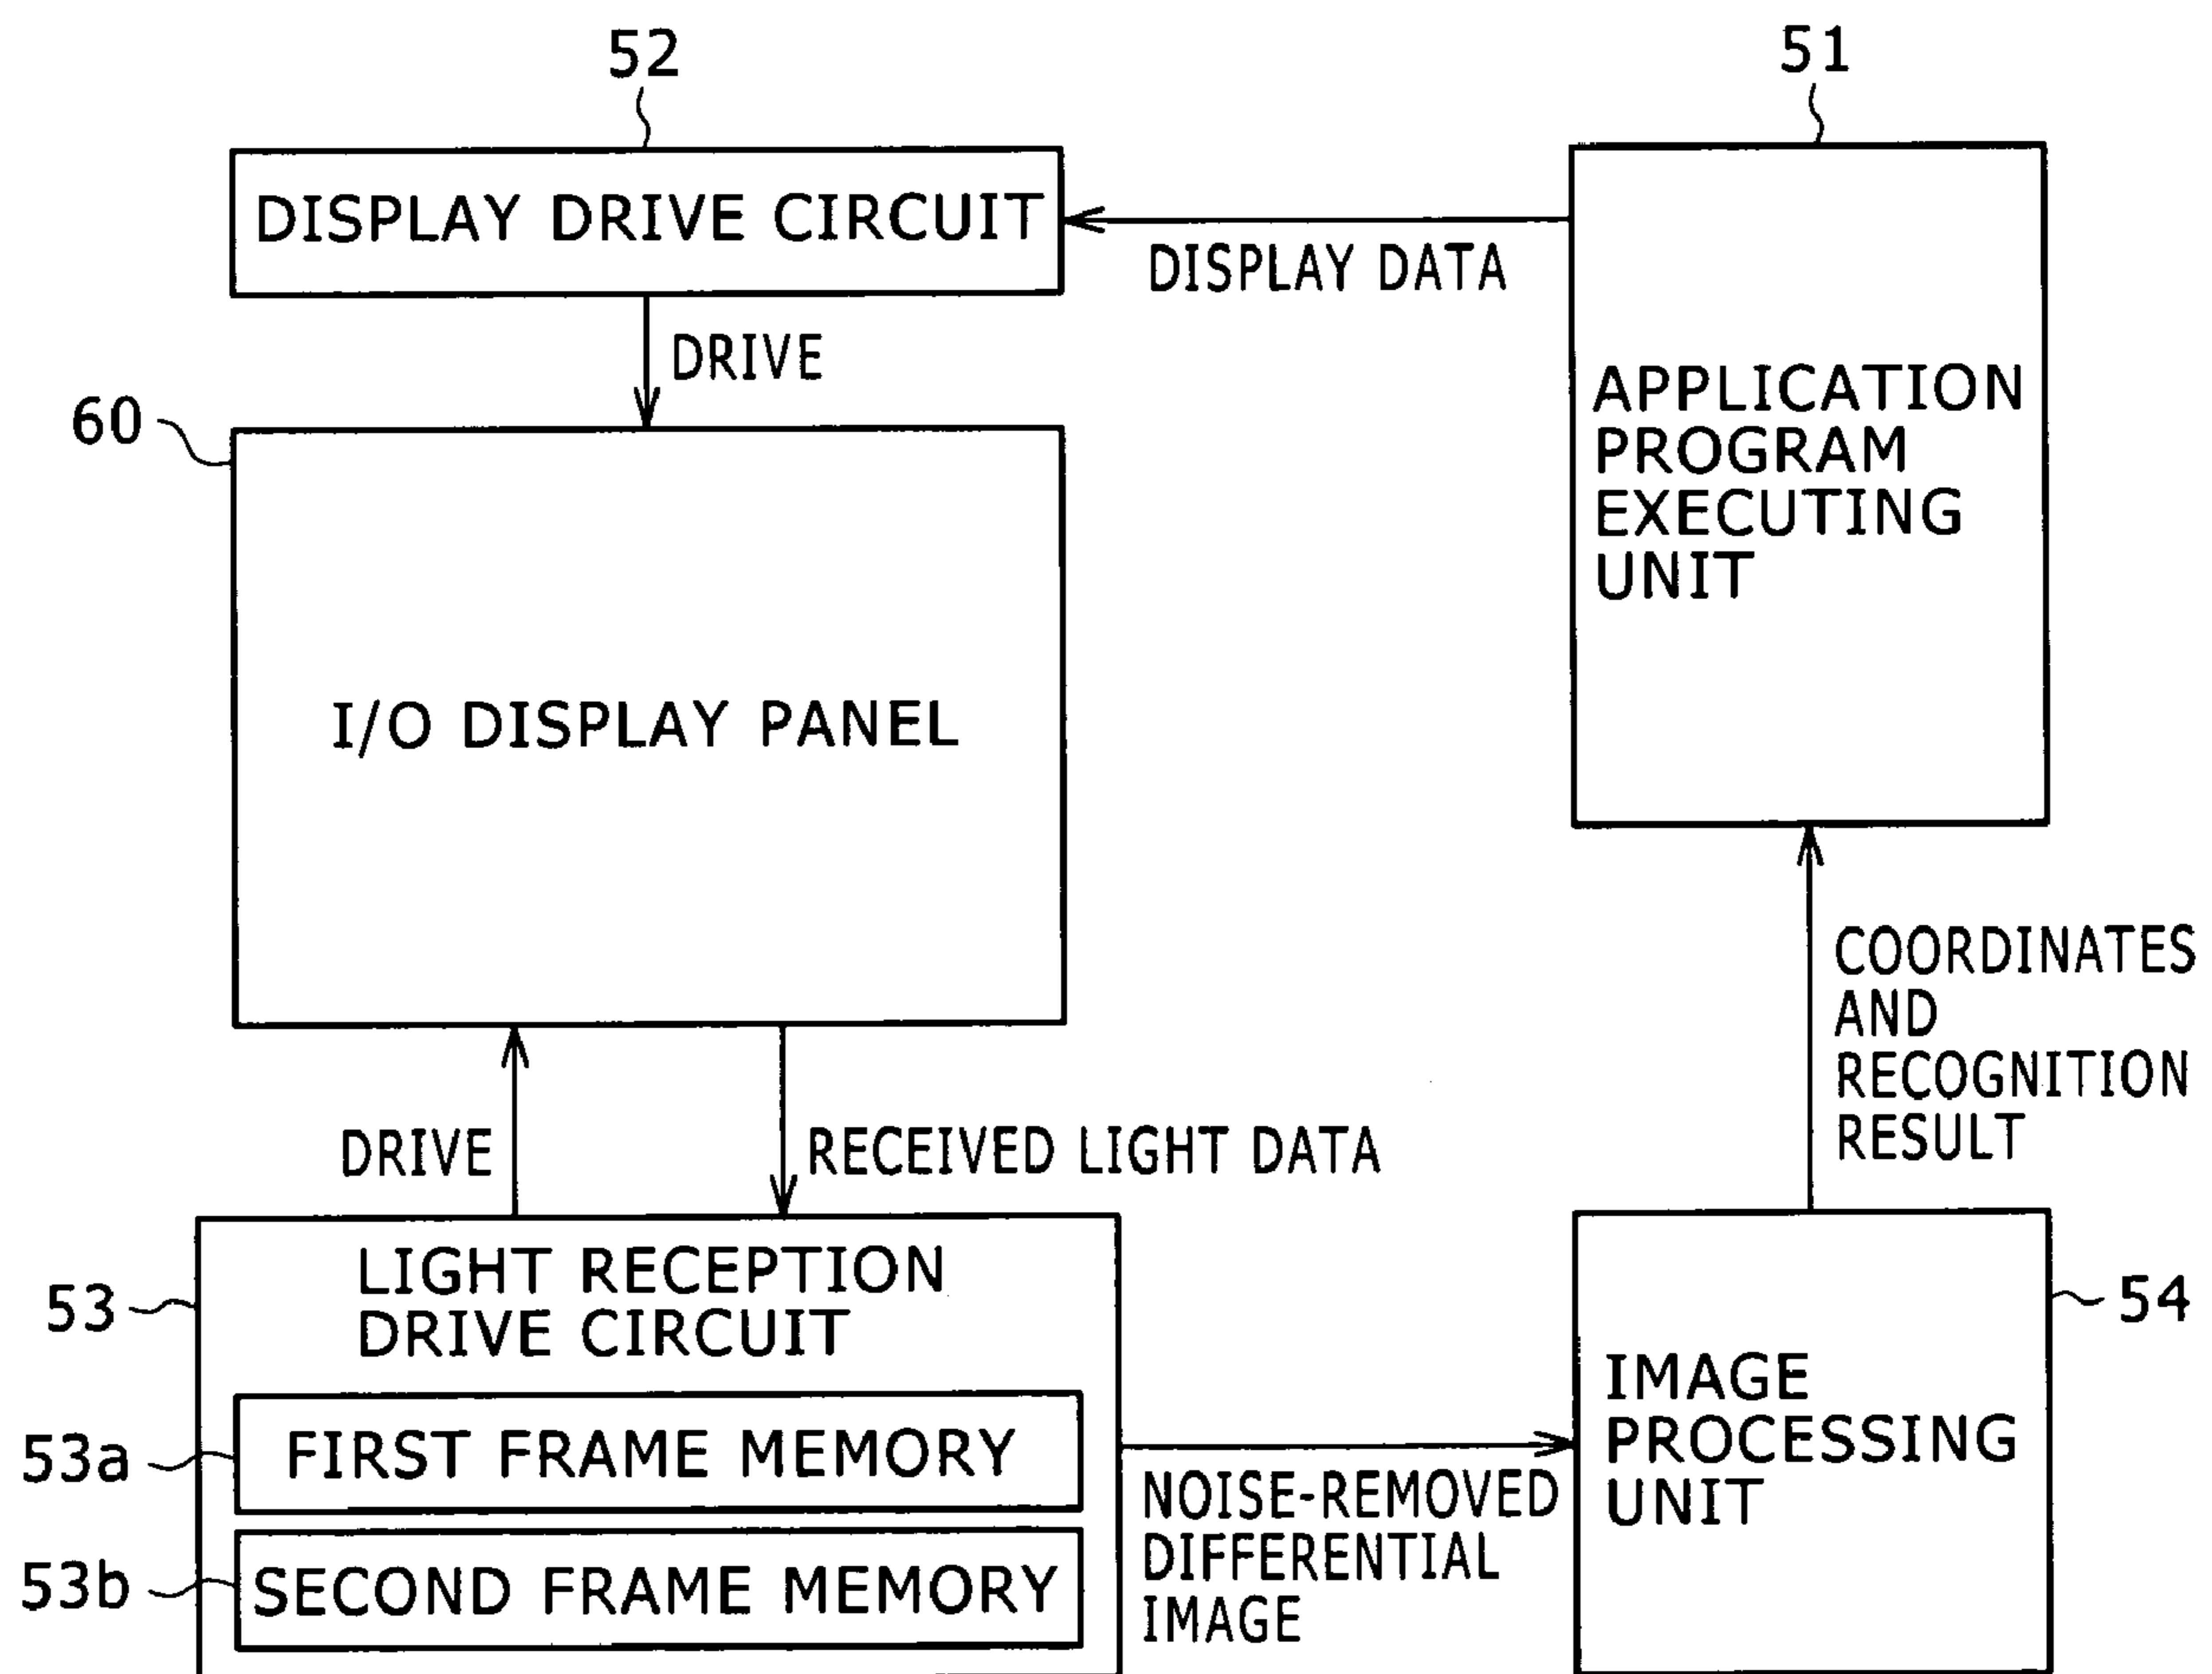 52
51
DISPLAY DRIVE CIRCUIT
DISPLAY DATA
DRIVE
APPLICATION
PROGRAM
EXECUTING
UNIT
60
I/O DISPLAY PANEL
COORDINATES
AND
RECOGNITION
RESULT
DRIVE
RECEIVED LIGHT DATA
53
LIGHT RECEPTION
DRIVE CIRCUIT
54
IMAGE
PROCESSING
UNIT
53a
FIRST FRAME MEMORY
NOISE-REMOVED
DIFFERENTIAL
IMAGE
53b
SECOND FRAME MEMORY